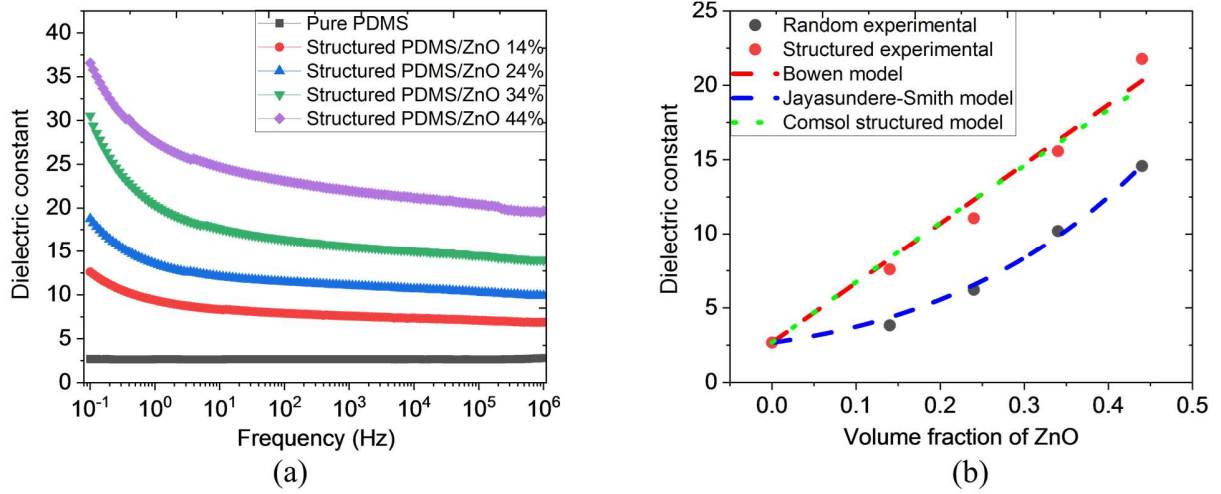 Pure PDMS
Structured PDMS/ZnO 14%
Structured PDMS/ZnO 24%
Structured PDMS/ZnO 34%
Structured PDMS/ZnO 44%
Dielectric constant
40
35
30
25
20
15
10
5
0
10⁻¹ 10⁰ 10¹ 10² 10³ 10⁴ 10⁵ 10⁶
Frequency (Hz)
(a)
Random experimental
Structured experimental
Bowen model
Jayasundere-Smith model
Comsol structured model
Dielectric constant
25
20
15
10
5
0
0.0 0.1 0.2 0.3 0.4 0.5
Volume fraction of ZnO
(b)